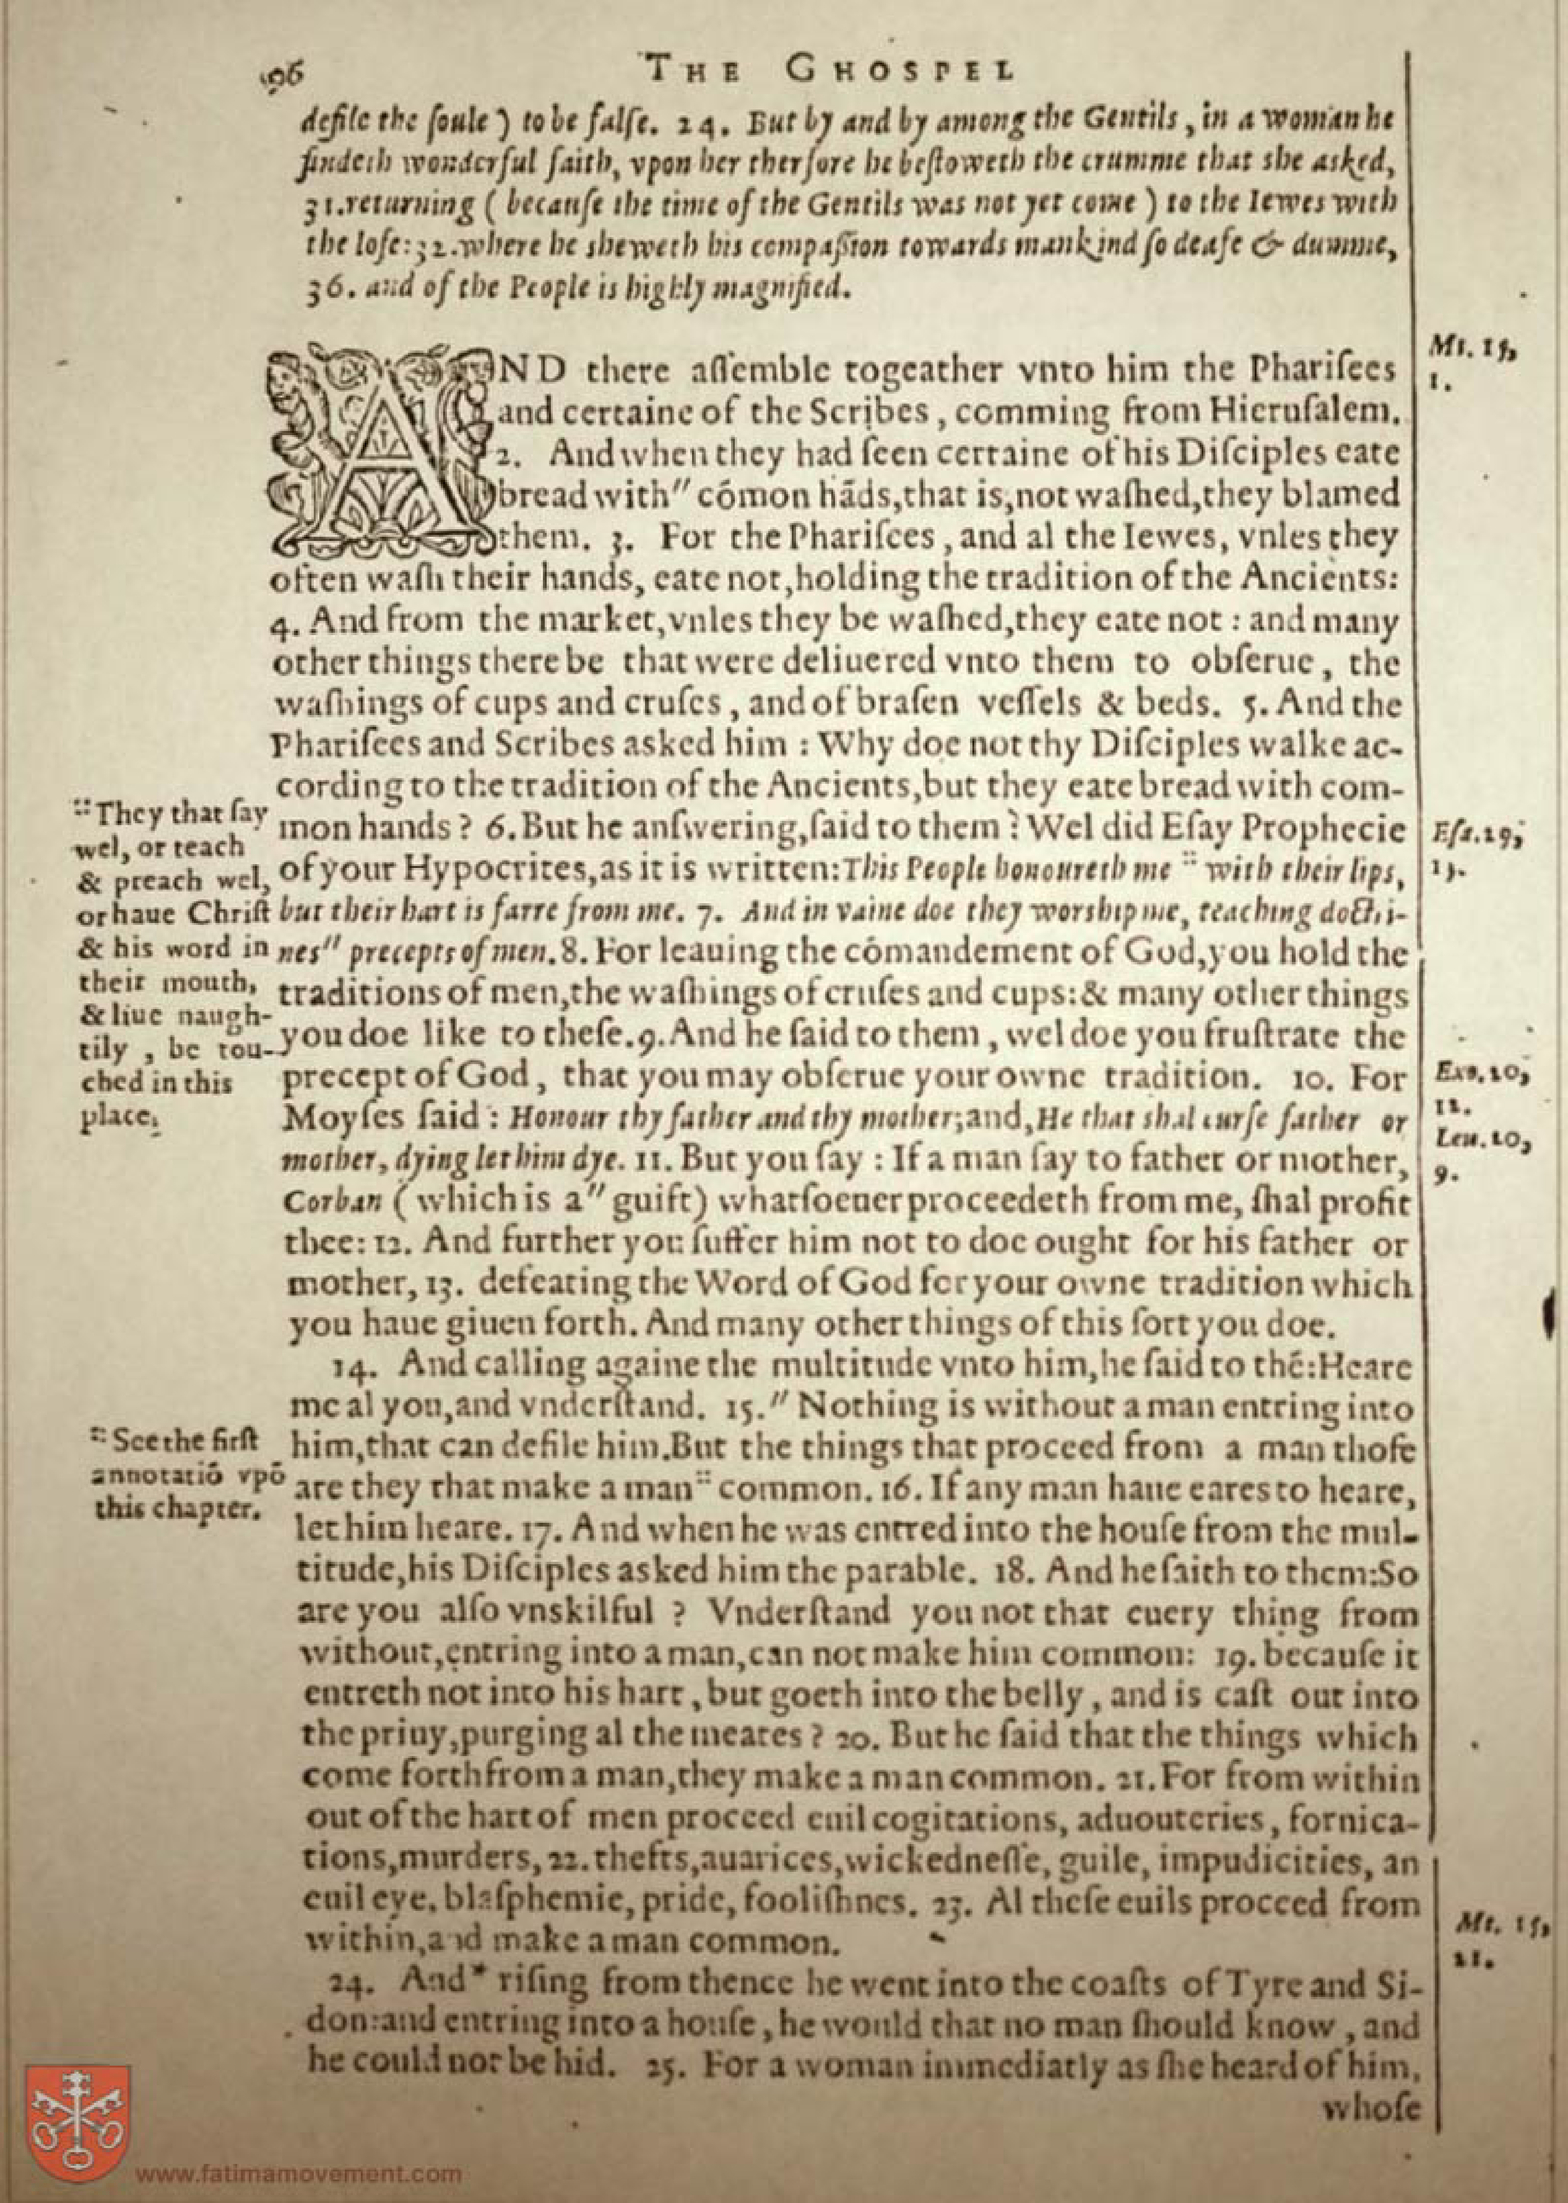 96
THE GHOSPEL
defile the ſoule ) to be falſe. 24. But by and by among the Gentils, in a woman he
findeth wonderful faith, vpon her therfore he beſtoweth the crumme that she asked,
31. returning ( becauſe the time of the Gentils was not yet come ) to the Iewes with
the lofe: 32. where he sheweth his compaßion towards mankind ſo deafe & dumme,
36. and of the People is highly magnified.
AND there aſſemble togeather vnto him the Phariſees
and certaine of the Scribes, comming from Hieruſalem.
2. And when they had ſeen certaine of his Diſciples eate
bread with" cómon hāds, that is, not waſhed, they blamed
them. 3. For the Phariſees, and al the Iewes, vnles they
often waſh their hands, eate not, holding the tradition of the Ancients:
4. And from the market, vnles they be waſhed, they eate not : and many
other things there be that were deliuered vnto them to obſerue, the
waſhings of cups and cruſes, and of braſen veſſels & beds. 5. And the
Phariſees and Scribes asked him : Why doe not thy Diſciples walke ac-
cording to the tradition of the Ancients, but they eate bread with com-
mon hands ? 6. But he anſwering, ſaid to them : Wel did Eſay Prophecie
of your Hypocrites, as it is written: This People honoureth me :: with their lips,
but their hart is farre from me. 7. And in vaine doe they worship me, teaching doctri-
nes" precepts of men. 8. For leauing the cómandement of God, you hold the
traditions of men, the waſhings of cruſes and cups: & many other things
you doe like to theſe. 9. And he ſaid to them, wel doe you fruſtrate the
precept of God, that you may obſerue your owne tradition. 10. For
Moyſes ſaid : Honour thy father and thy mother; and, He that shal curſe father or
mother, dying let him dye. 11. But you ſay : If a man ſay to father or mother,
Corban ( which is a" guift) whatſoeuer proceedeth from me, ſhal profit
thee: 12. And further you ſuffer him not to doe ought for his father or
mother, 13. defeating the Word of God for your owne tradition which
you haue giuen forth. And many other things of this ſort you doe.
14. And calling againe the multitude vnto him, he ſaid to thé: Heare
me al you, and vnderſtand. 15." Nothing is without a man entring into
him, that can defile him. But the things that proceed from a man thoſe
are they that make a man :: common. 16. If any man haue eares to heare,
let him heare. 17. And when he was entred into the houſe from the mul-
titude, his Diſciples asked him the parable. 18. And he ſaith to them: So
are you alſo vnskilful ? Vnderſtand you not that euery thing from
without, entring into a man, can not make him common: 19. becauſe it
entreth not into his hart, but goeth into the belly, and is caſt out into
the priuy, purging al the meates ? 20. But he ſaid that the things which
come forth from a man, they make a man common. 21. For from within
out of the hart of men proceed euil cogitations, aduouteries, fornica-
tions, murders, 22. thefts, auarices, wickedneſſe, guile, impudicities, an
euil eye, blaſphemie, pride, fooliſhnes. 23. Al theſe euils proceed from
within, and make a man common.
24. And* riſing from thence he went into the coaſts of Tyre and Si-
don: and entring into a houſe, he would that no man ſhould know, and
he could not be hid. 25. For a woman immediatly as ſhe heard of him,
whoſe
:: They that ſay
wel, or teach
& preach wel,
or haue Chriſt
& his word in
their mouth,
& liue naugh-
tily, be tou-
ched in this
place.
:: See the firſt
annotatió vpō
this chapter.
Mt. 15,
1.
Eſa. 29,
13.
Exo. 20,
12.
Leu. 20,
9.
Mt. 15,
21.
www.fatimamovement.com